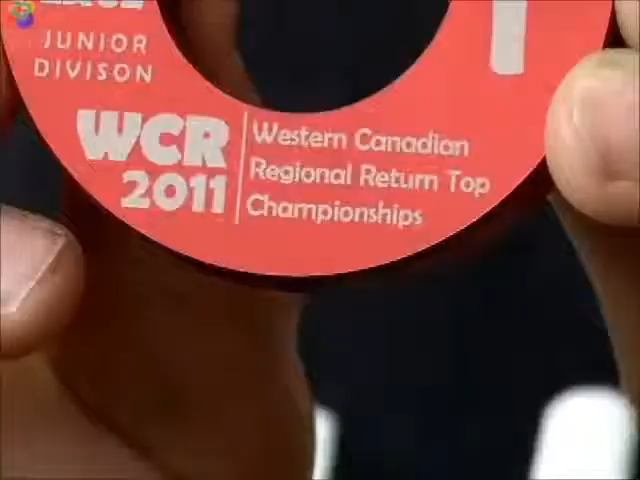 JUNIOR
DIVISON
WCR
2011
Western Canadian
Regional Return Top
Championships